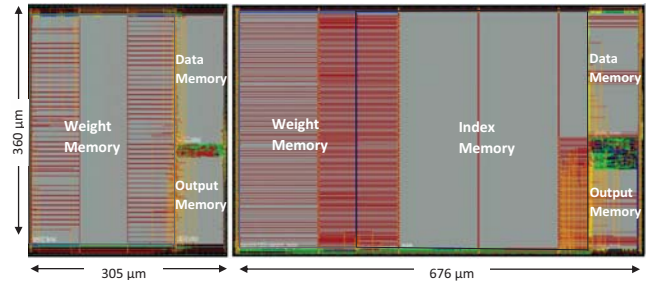 360 µm
Weight
Memory
Data
Memory
Output
Memory
Weight
Memory
Index
Memory
Data
Memory
Output
Memory
305 µm
676 µm